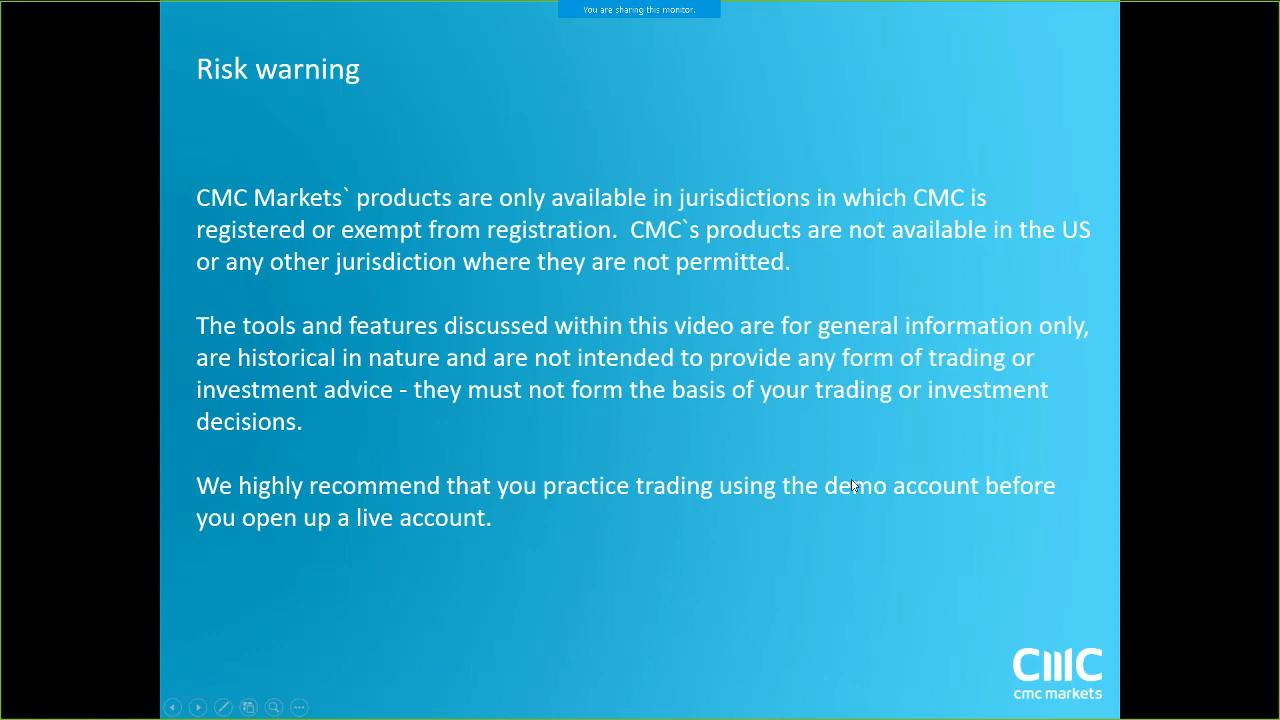 You are sharing this monitor.
Risk warning
CMC Markets` products are only available in jurisdictions in which CMC is
registered or exempt from registration.  CMC`s products are not available in the US
or any other jurisdiction where they are not permitted.
The tools and features discussed within this video are for general information only,
are historical in nature and are not intended to provide any form of trading or
investment advice - they must not form the basis of your trading or investment
decisions.
We highly recommend that you practice trading using the demo account before
you open up a live account.
CMC
cmc markets